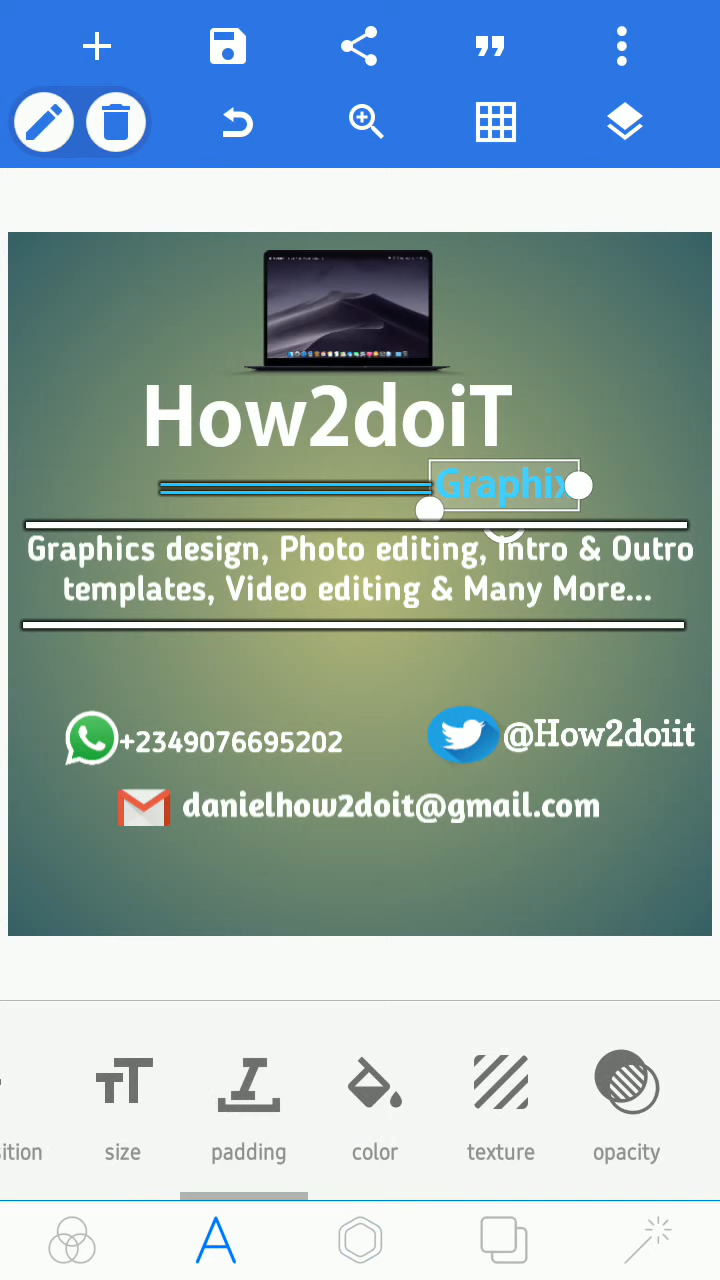 How2doiT
Graphix
Graphics design, Photo editing, Intro & Outro
templates, Video editing & Many More...
+2349076695202
@How2doiit
danielhow2doit@gmail.com
ition
size
padding
color
texture
opacity